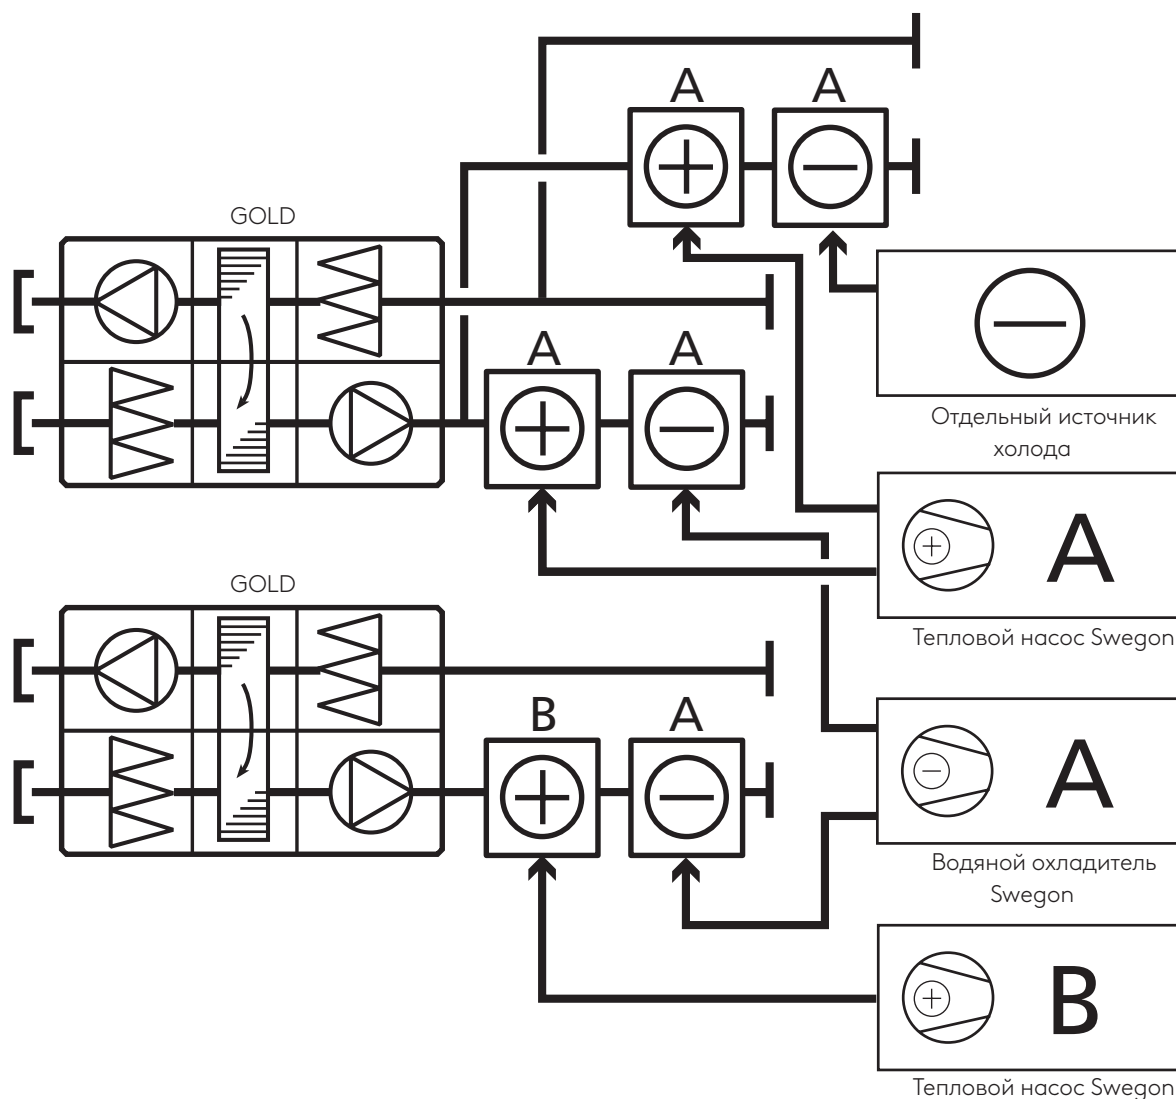 A A
GOLD
A A
Отдельный источник
холода
A
Тепловой насос Swegon
GOLD
B A
A
Водяной охладитель
Swegon
B
Тепловой насос Swegon